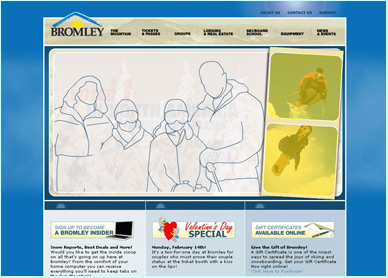 ABOUT US CONTACT US SUMMER
BROMLEY
THE MOUNTAIN
TICKETS & PASSES
GROUPS
LODGING & REAL ESTATE
SKI/BOARD SCHOOL
EQUIPMENT
NEWS & EVENTS
SIGN UP TO BECOME
A BROMLEY INSIDER
Snow Reports, Best Deals and More!
Would you like to get the inside scoop
on all that's going on up here at
Bromley? From the comfort of your
home computer you can receive
everything you'll need to keep tabs on
Valentine's Day
SPECIAL
Monday, February 14th!
It's a two-for-one day at Bromley for
couples who must prove their couple
status at the ticket booth with a kiss
on the lips!
GIFT CERTIFICATES
AVAILABLE ONLINE
Give the Gift of Bromley!
A Gift Certificate is one of the nicest
ways to spread the joys of skiing and
snowboarding. Get your Gift Certificate
right online!
Click Here to Purchase!